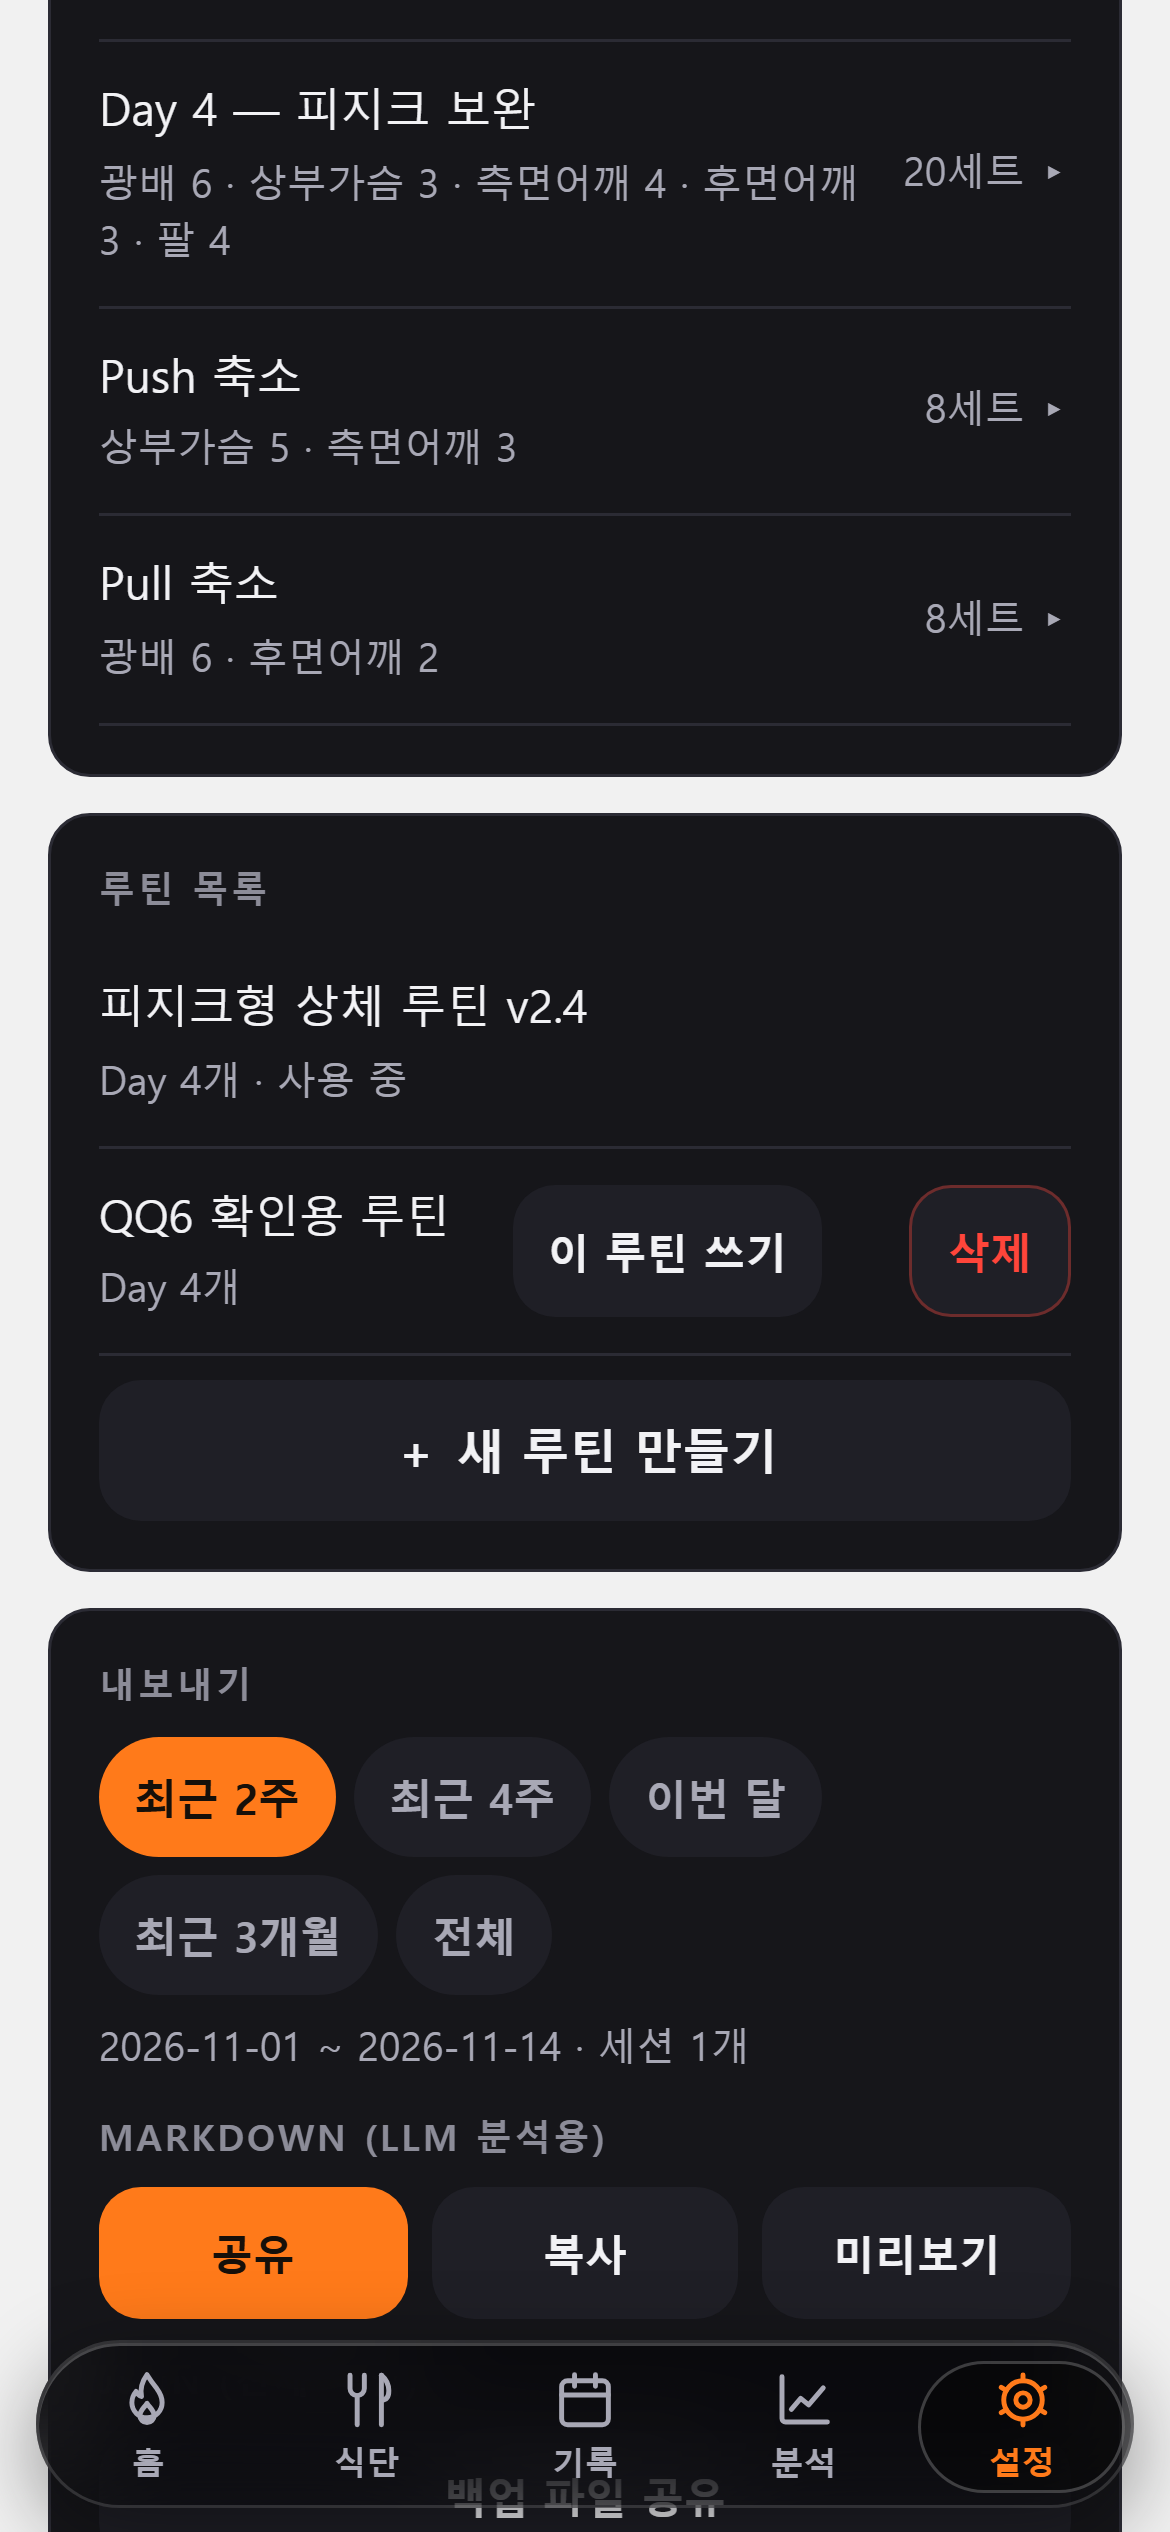 Day 4 — 피지크 보완
광배 6 · 상부가슴 3 · 측면어깨 4 · 후면어깨
3 · 팔 4
20세트 ▸
Push 축소
상부가슴 5 · 측면어깨 3
8세트 ▸
Pull 축소
광배 6 · 후면어깨 2
8세트 ▸
루틴 목록
피지크형 상체 루틴 v2.4
Day 4개 · 사용 중
QQ6 확인용 루틴
Day 4개
이 루틴 쓰기
삭제
+ 새 루틴 만들기
내보내기
최근 2주
최근 4주
이번 달
최근 3개월
전체
2026-11-01 ~ 2026-11-14 · 세션 1개
MARKDOWN (LLM 분석용)
공유
복사
미리보기
홈
식단
기록
분석
설정
백업 파일 공유